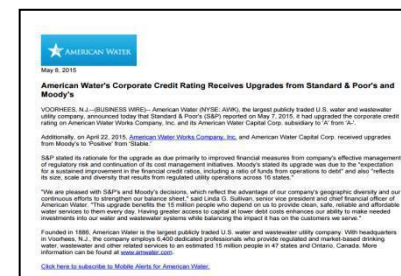 AMERICAN WATER
May 8, 2015
American Water's Corporate Credit Rating Receives Upgrades from Standard & Poor's and
Moody's
VOORHEES, N.J.--(BUSINESS WIRE)-- American Water (NYSE: AWK), the largest publicly traded U.S. water and wastewater
utility company, announced today that Standard & Poor's (S&P) reported on May 7, 2015, it had upgraded the corporate credit
rating on American Water Works Company, Inc. and its American Water Capital Corp. subsidiary to 'A' from 'A-'.
Additionally, on April 22, 2015, American Water Works Company, Inc. and American Water Capital Corp. received upgrades
from Moody's to 'Positive' from 'Stable.'
S&P stated its rationale for the upgrade as due primarily to improved financial measures from company's effective management
of regulatory risk and continuation of its cost management initiatives. Moody's stated its upgrade was due to the "expectation
for a sustained improvement in the financial credit ratios, including a ratio of funds from operations to debt" and also "reflects
its size, scale and diversity that results from regulated utility operations across 16 states."
"We are pleased with S&P's and Moody's decisions, which reflect the advantage of our company's geographic diversity and our
continuous efforts to strengthen our balance sheet," said Linda G. Sullivan, senior vice president and chief financial officer of
American Water. "This upgrade benefits the 15 million people who depend on us to provide clean, safe, reliable and affordable
water services to them every day. Having greater access to capital at lower debt costs enhances our ability to make needed
investments into our water and wastewater systems while balancing the impact it has on the customers we serve."
Founded in 1886, American Water is the largest publicly traded U.S. water and wastewater utility company. With headquarters
in Voorhees, N.J., the company employs 6,400 dedicated professionals who provide regulated and market-based drinking
water, wastewater and other related services to an estimated 15 million people in 47 states and Ontario, Canada. More
information can be found at www.amwater.com.
Click here to subscribe to Mobile Alerts for American Water.